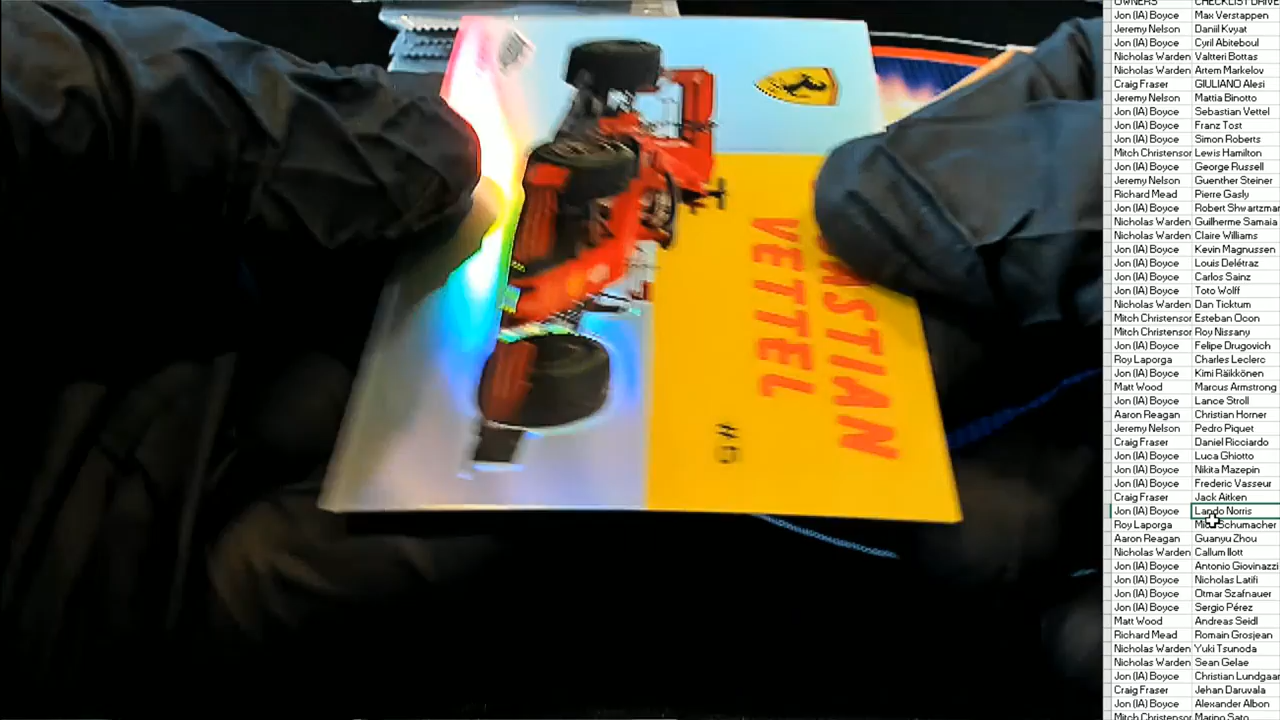 ASTIAN
VETTEL
#5
OWNERS CHECKLIST DRIVE
Jon (IA) Boyce Max Verstappen
Jeremy Nelson Daniil Kvyat
Jon (IA) Boyce Cyril Abiteboul
Nicholas Warden Valtteri Bottas
Nicholas Warden Artem Markelov
Craig Fraser GIULIANO Alesi
Jeremy Nelson Mattia Binotto
Jon (IA) Boyce Sebastian Vettel
Jon (IA) Boyce Franz Tost
Jon (IA) Boyce Simon Roberts
Mitch Christensor Lewis Hamilton
Jon (IA) Boyce George Russell
Jeremy Nelson Guenther Steiner
Richard Mead Pierre Gasly
Jon (IA) Boyce Robert Shwartzmar
Nicholas Warden Guilherme Samaia
Nicholas Warden Claire Williams
Jon (IA) Boyce Kevin Magnussen
Jon (IA) Boyce Louis Delétraz
Jon (IA) Boyce Carlos Sainz
Jon (IA) Boyce Toto Wolff
Nicholas Warden Dan Ticktum
Mitch Christensor Esteban Ocon
Mitch Christensor Roy Nissany
Jon (IA) Boyce Felipe Drugovich
Roy Laporga Charles Leclerc
Jon (IA) Boyce Kimi Räikkönen
Matt Wood Marcus Armstrong
Jon (IA) Boyce Lance Stroll
Aaron Reagan Christian Horner
Jeremy Nelson Pedro Piquet
Craig Fraser Daniel Ricciardo
Jon (IA) Boyce Luca Ghiotto
Jon (IA) Boyce Nikita Mazepin
Jon (IA) Boyce Frederic Vasseur
Craig Fraser Jack Aitken
Jon (IA) Boyce Lando Norris
Roy Laporga Mick Schumacher
Aaron Reagan Guanyu Zhou
Nicholas Warden Callum Ilott
Jon (IA) Boyce Antonio Giovinazzi
Jon (IA) Boyce Nicholas Latifi
Jon (IA) Boyce Otmar Szafnauer
Jon (IA) Boyce Sergio Pérez
Matt Wood Andreas Seidl
Richard Mead Romain Grosjean
Nicholas Warden Yuki Tsunoda
Nicholas Warden Sean Gelae
Jon (IA) Boyce Christian Lundgaar
Craig Fraser Jehan Daruvala
Jon (IA) Boyce Alexander Albon
Mitch Christensor Marino Sato